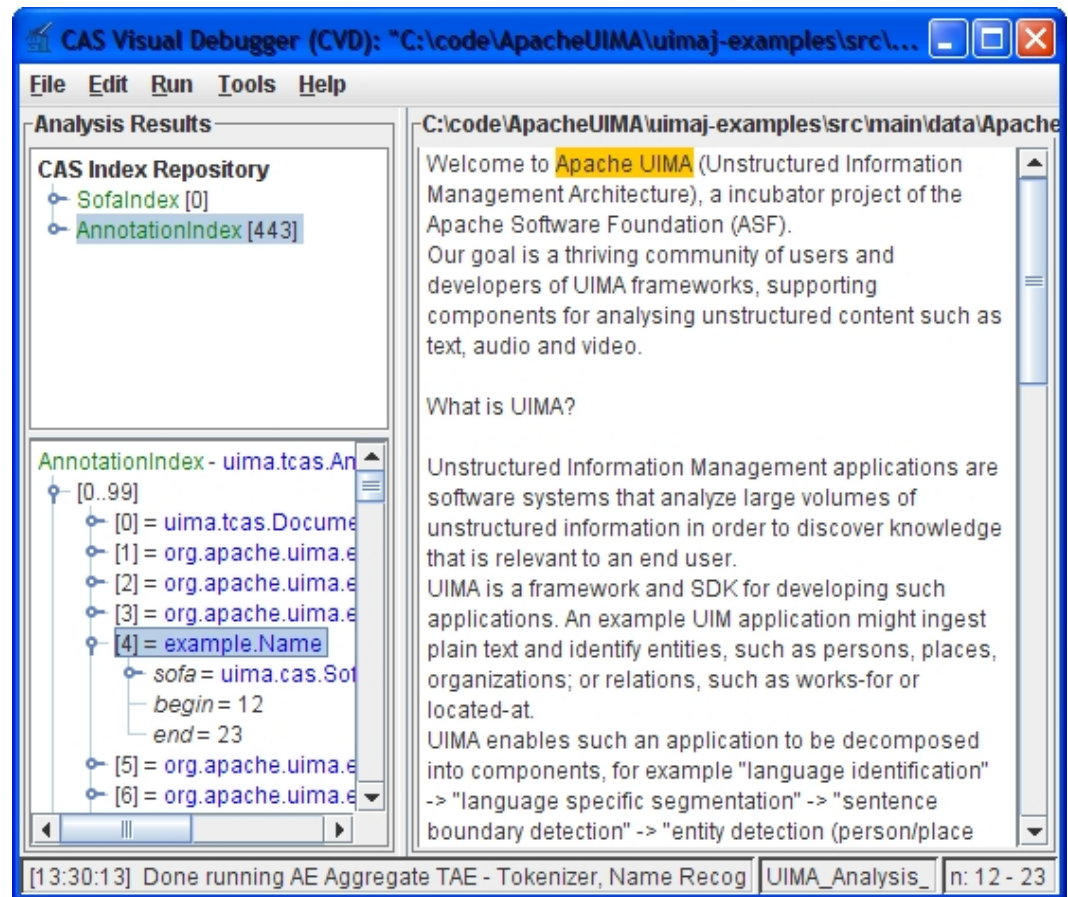 CAS Visual Debugger (CVD): "C:\code\ApacheUIMA\uimaj-examples\src\...
File Edit Run Tools Help
Analysis Results
CAS Index Repository
SofaIndex [0]
AnnotationIndex [443]
AnnotationIndex - uima.tcas.An
[0..99]
[0] = uima.tcas.Docume
[1] = org.apache.uima.e
[2] = org.apache.uima.e
[3] = org.apache.uima.e
[4] = example.Name
sofa = uima.cas.Sof
begin = 12
end = 23
[5] = org.apache.uima.e
[6] = org.apache.uima.e
C:\code\ApacheUIMA\uimaj-examples\src\main\data\Apache
Welcome to Apache UIMA (Unstructured Information
Management Architecture), a incubator project of the
Apache Software Foundation (ASF).
Our goal is a thriving community of users and
developers of UIMA frameworks, supporting
components for analysing unstructured content such as
text, audio and video.
What is UIMA?
Unstructured Information Management applications are
software systems that analyze large volumes of
unstructured information in order to discover knowledge
that is relevant to an end user.
UIMA is a framework and SDK for developing such
applications. An example UIM application might ingest
plain text and identify entities, such as persons, places,
organizations; or relations, such as works-for or
located-at.
UIMA enables such an application to be decomposed
into components, for example "language identification"
-> "language specific segmentation" -> "sentence
boundary detection" -> "entity detection (person/place
[13:30:13] Done running AE Aggregate TAE - Tokenizer, Name Recog
UIMA_Analysis_
n: 12 - 23